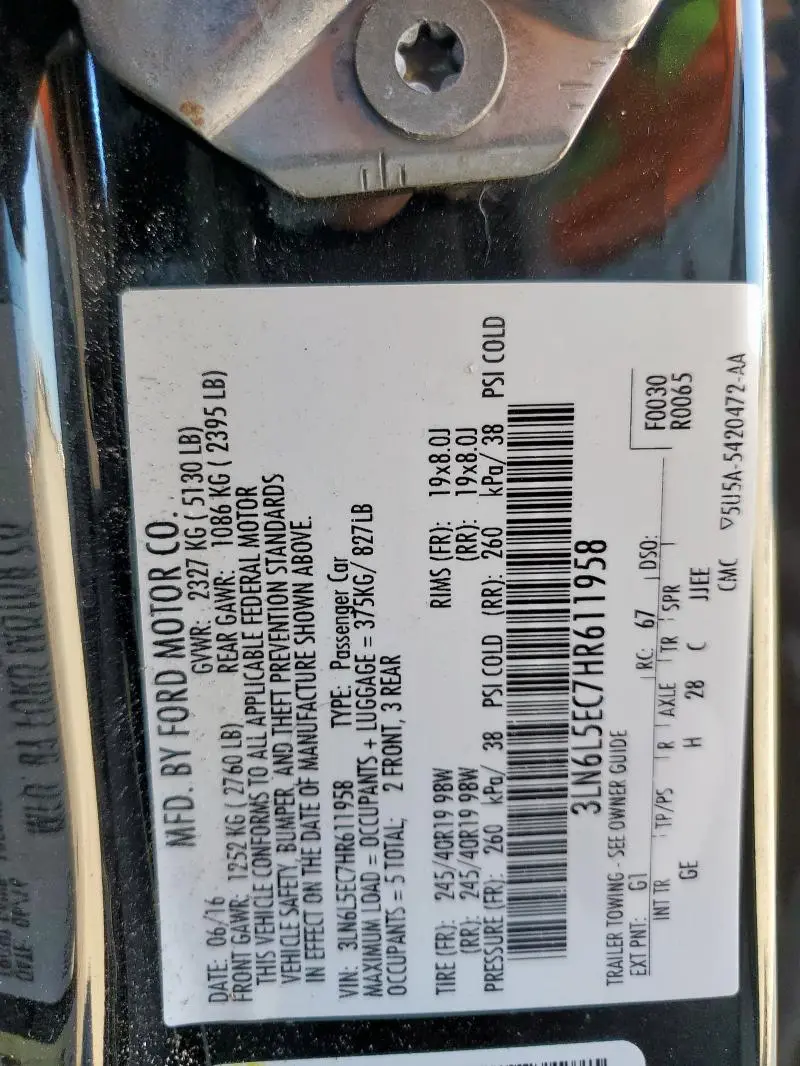 MFD. BY FORD MOTOR CO.
DATE: 06/16 GVWR: 2327 KG ( 5130 LB)
FRONT GAWR: 1252 KG ( 2760 LB) REAR GAWR: 1086 KG ( 2395 LB)
THIS VEHICLE CONFORMS TO ALL APPLICABLE FEDERAL MOTOR
VEHICLE SAFETY, BUMPER, AND THEFT PREVENTION STANDARDS
IN EFFECT ON THE DATE OF MANUFACTURE SHOWN ABOVE.
VIN: 3LN6L5EC7HR611958 TYPE: Passenger Car
MAXIMUM LOAD = OCCUPANTS + LUGGAGE = 375KG/ 827LB
OCCUPANTS = 5 TOTAL; 2 FRONT, 3 REAR
TIRE (FR): 245/40R19 98W RIMS (FR): 19x8.0J
(RR): 245/40R19 98W (RR): 19x8.0J
PRESSURE (FR): 260 kPa/ 38 PSI COLD (RR): 260 kPa/ 38 PSI COLD
3LN6L5EC7HR611958
TRAILER TOWING - SEE OWNER GUIDE
EXT PNT: G1 RC: 67 DSO: F0030
INT TR TP/PS R AXLE TR SPR R0065
GE H 28 C JJEE
CMC ▽5U5A-5420472-AA